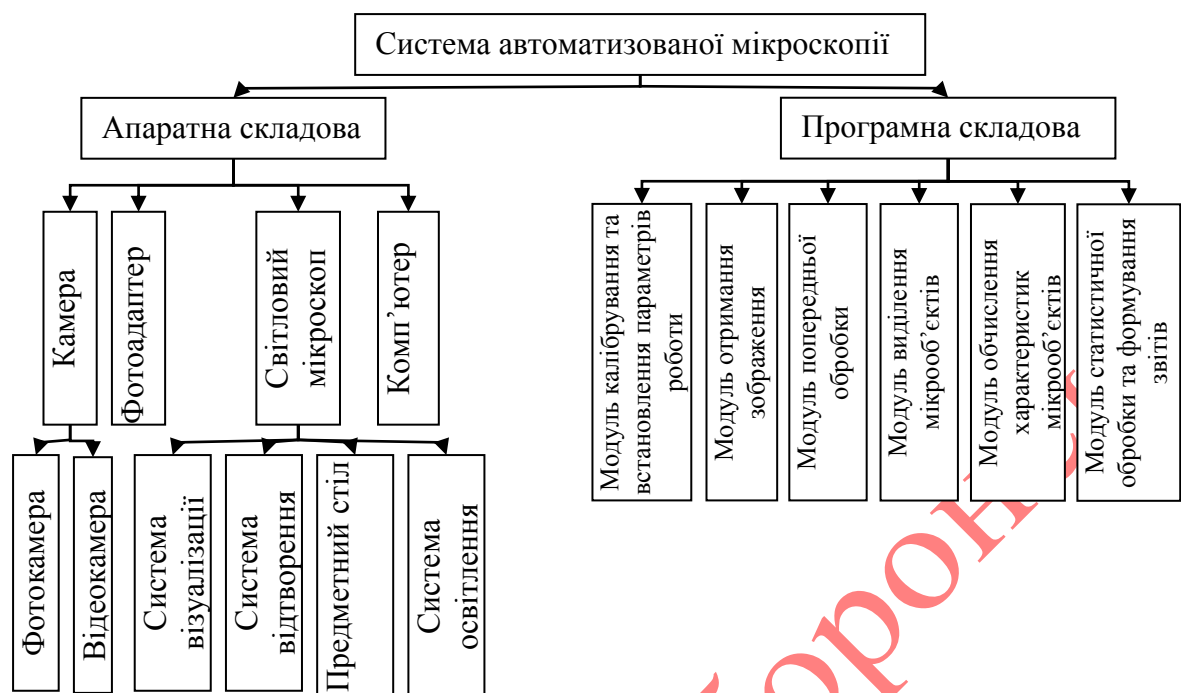 Система автоматизованої мікроскопії
Апаратна складова
Програмна складова
Камера
Фотоадаптер
Світловий
мікроскоп
Комп’ютер
Модуль калібрування та
встановлення параметрів
роботи
Модуль отримання
зображення
Модуль попередньої
обробки
Модуль виділення
мікрооб’єктів
Модуль обчислення
характеристик
мікрооб’єктів
Модуль статистичної
обробки та формування
звітів
Фотокамера
Відеокамера
Система
візуалізації
Система
відтворення
Предметний стіл
Система
освітлення